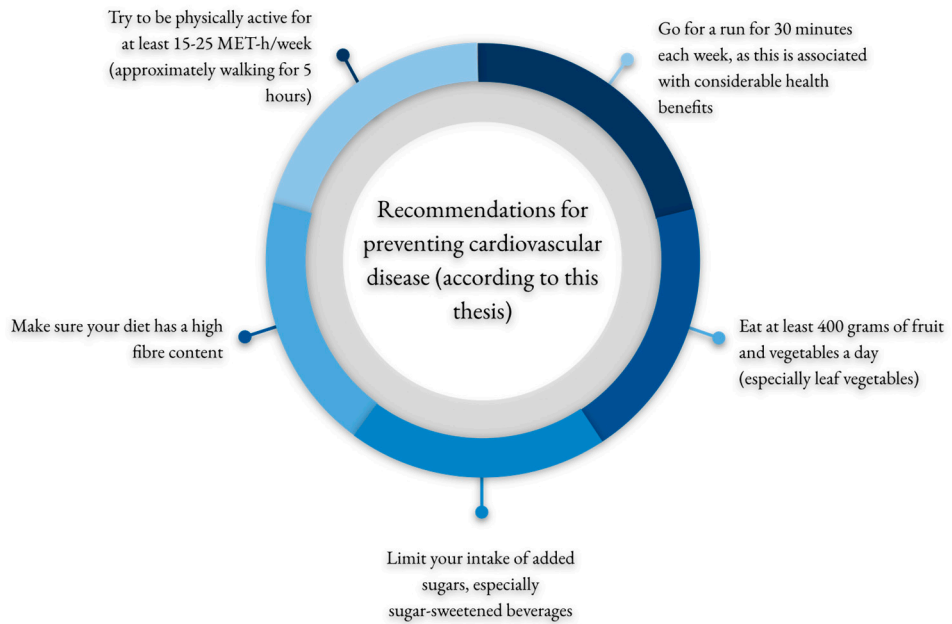 Try to be physically active for
at least 15-25 MET-h/week
(approximately walking for 5
hours)
Go for a run for 30 minutes
each week, as this is associated
with considerable health
benefits
Recommendations for
preventing cardiovascular
disease (according to this
thesis)
Make sure your diet has a high
fibre content
Eat at least 400 grams of fruit
and vegetables a day
(especially leaf vegetables)
Limit your intake of added
sugars, especially
sugar-sweetened beverages